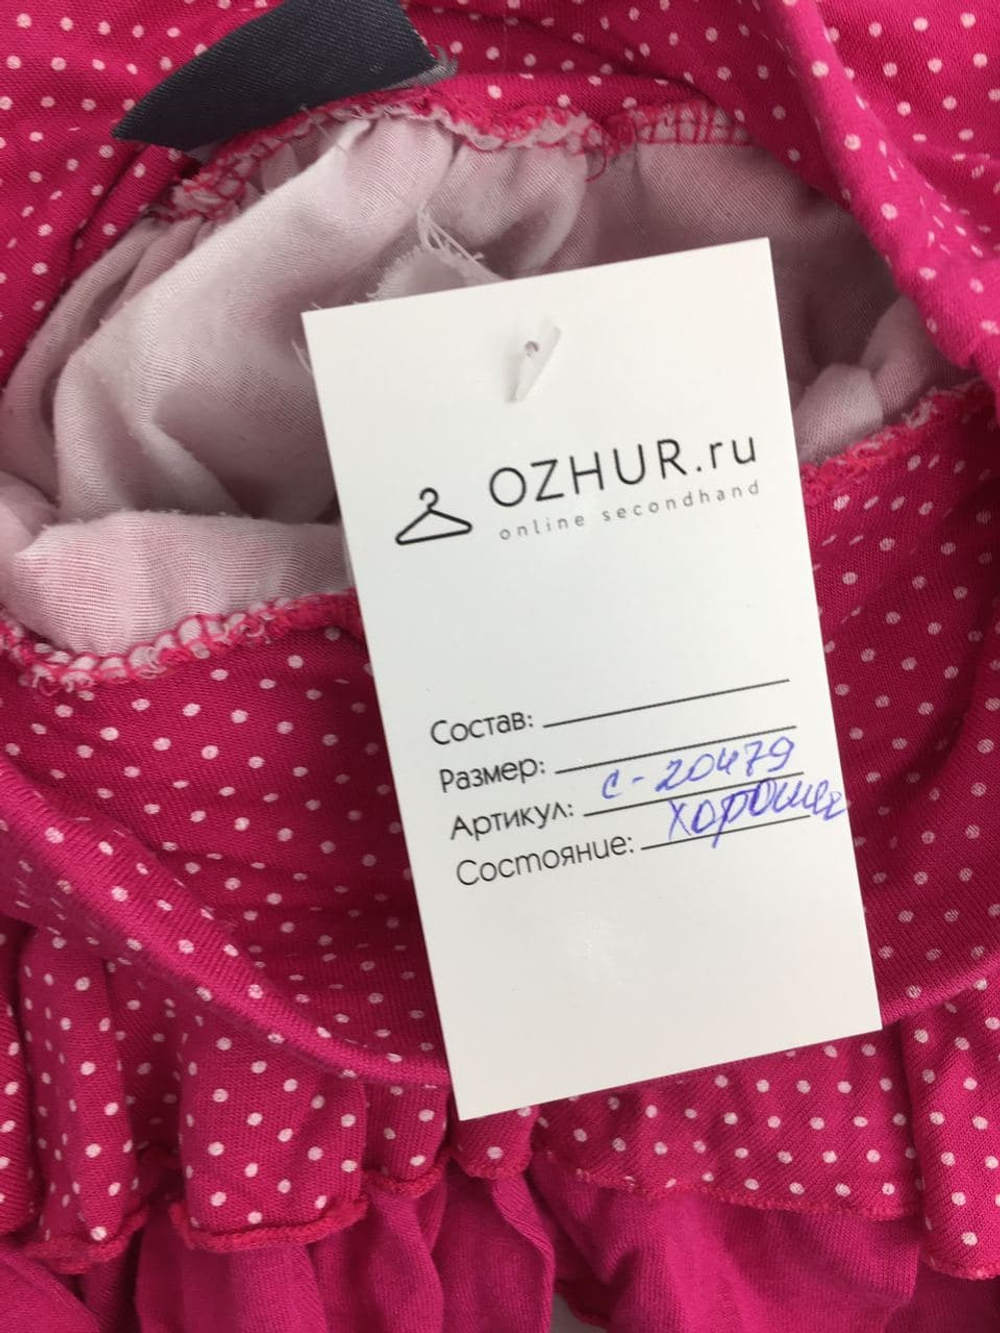 OZHUR.ru
online secondhand
Состав:
Размер:
Артикул: с-20479
Состояние: хорошее